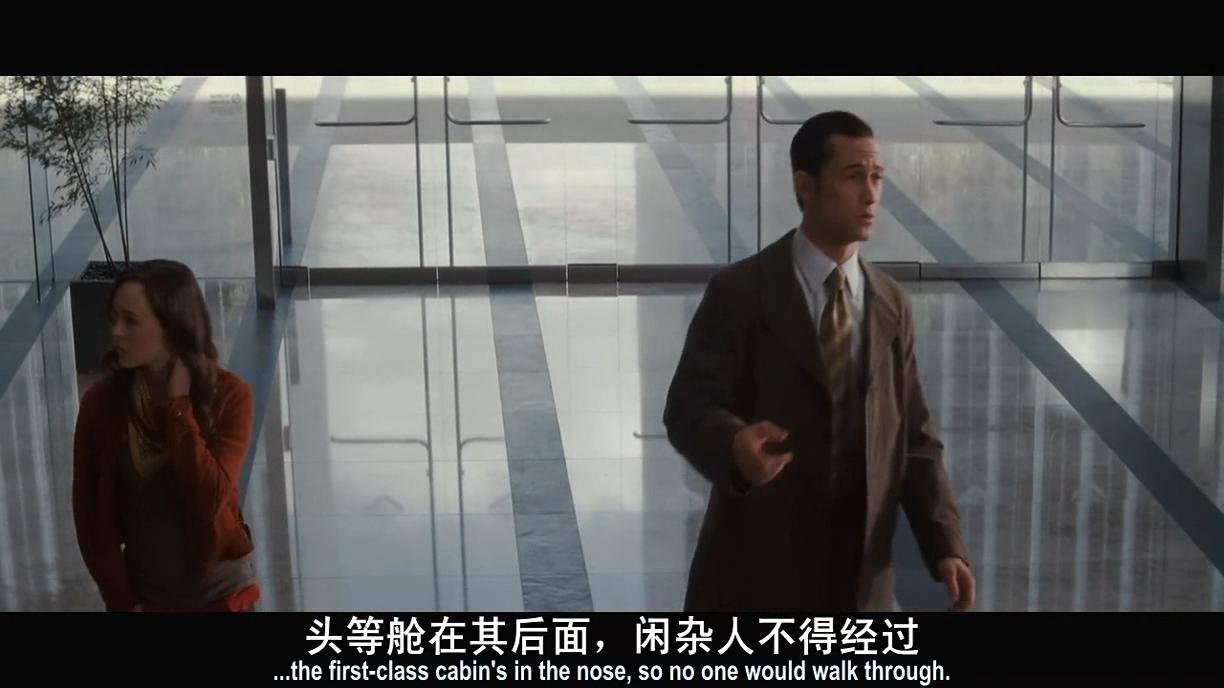 头等舱在其后面，闲杂人不得经过
...the first-class cabin's in the nose, so no one would walk through.